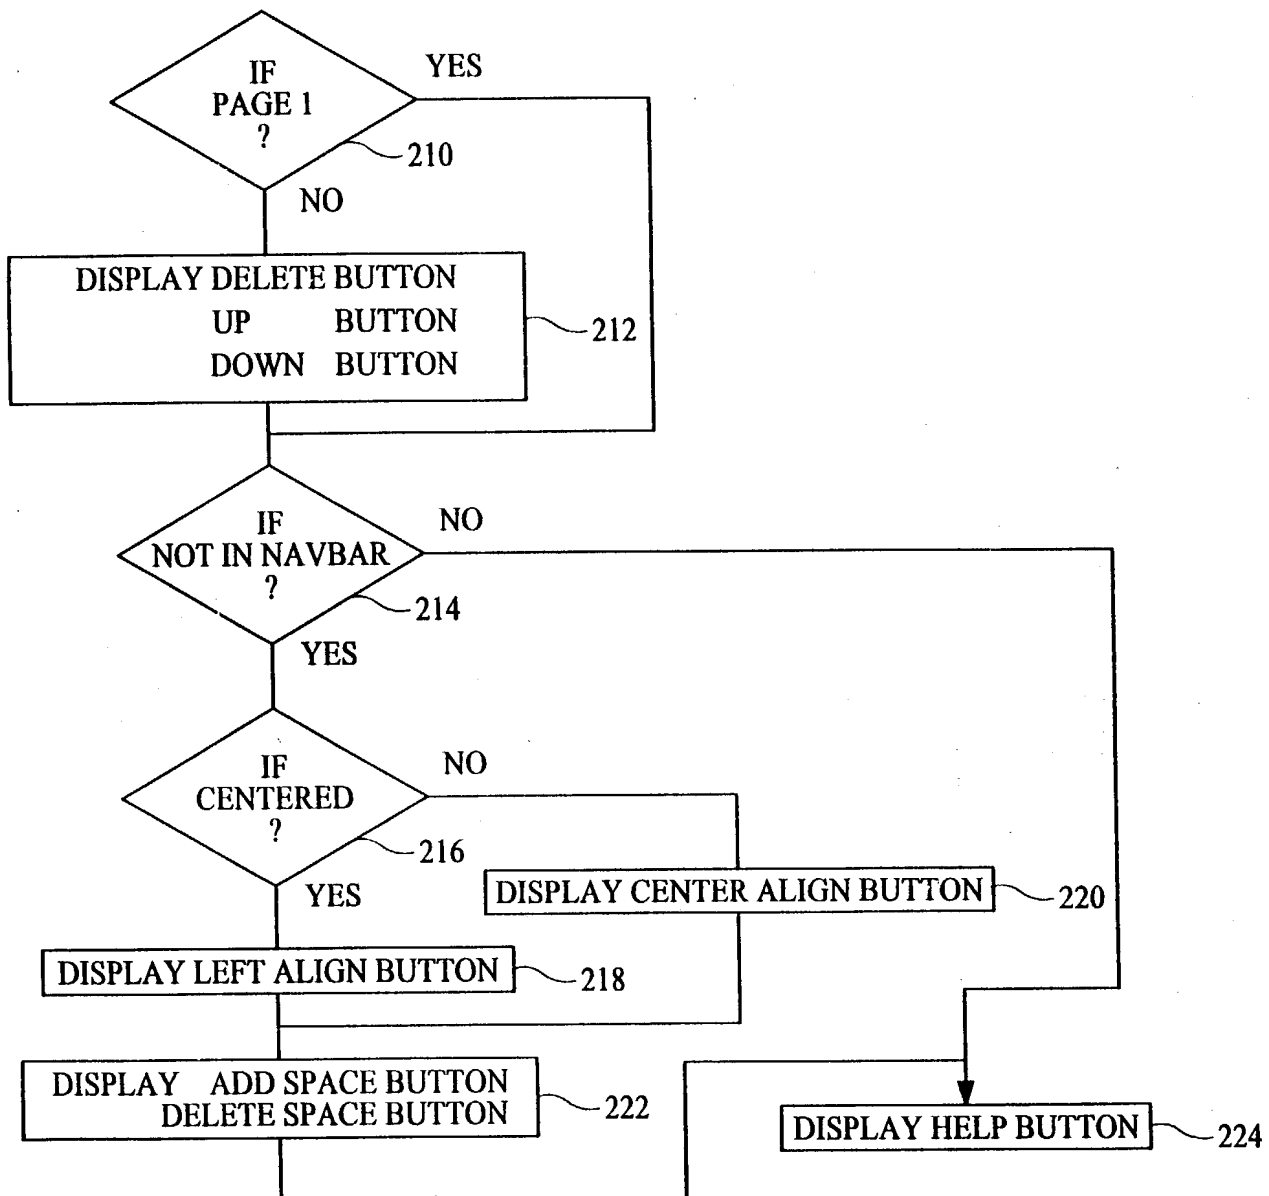 IF
PAGE 1
?
YES
210
NO
DISPLAY DELETE BUTTON
UP BUTTON
DOWN BUTTON
212
IF
NOT IN NAVBAR
?
NO
214
YES
IF
CENTERED
?
NO
216
YES
DISPLAY CENTER ALIGN BUTTON
220
DISPLAY LEFT ALIGN BUTTON
218
DISPLAY ADD SPACE BUTTON
DELETE SPACE BUTTON
222
DISPLAY HELP BUTTON
224